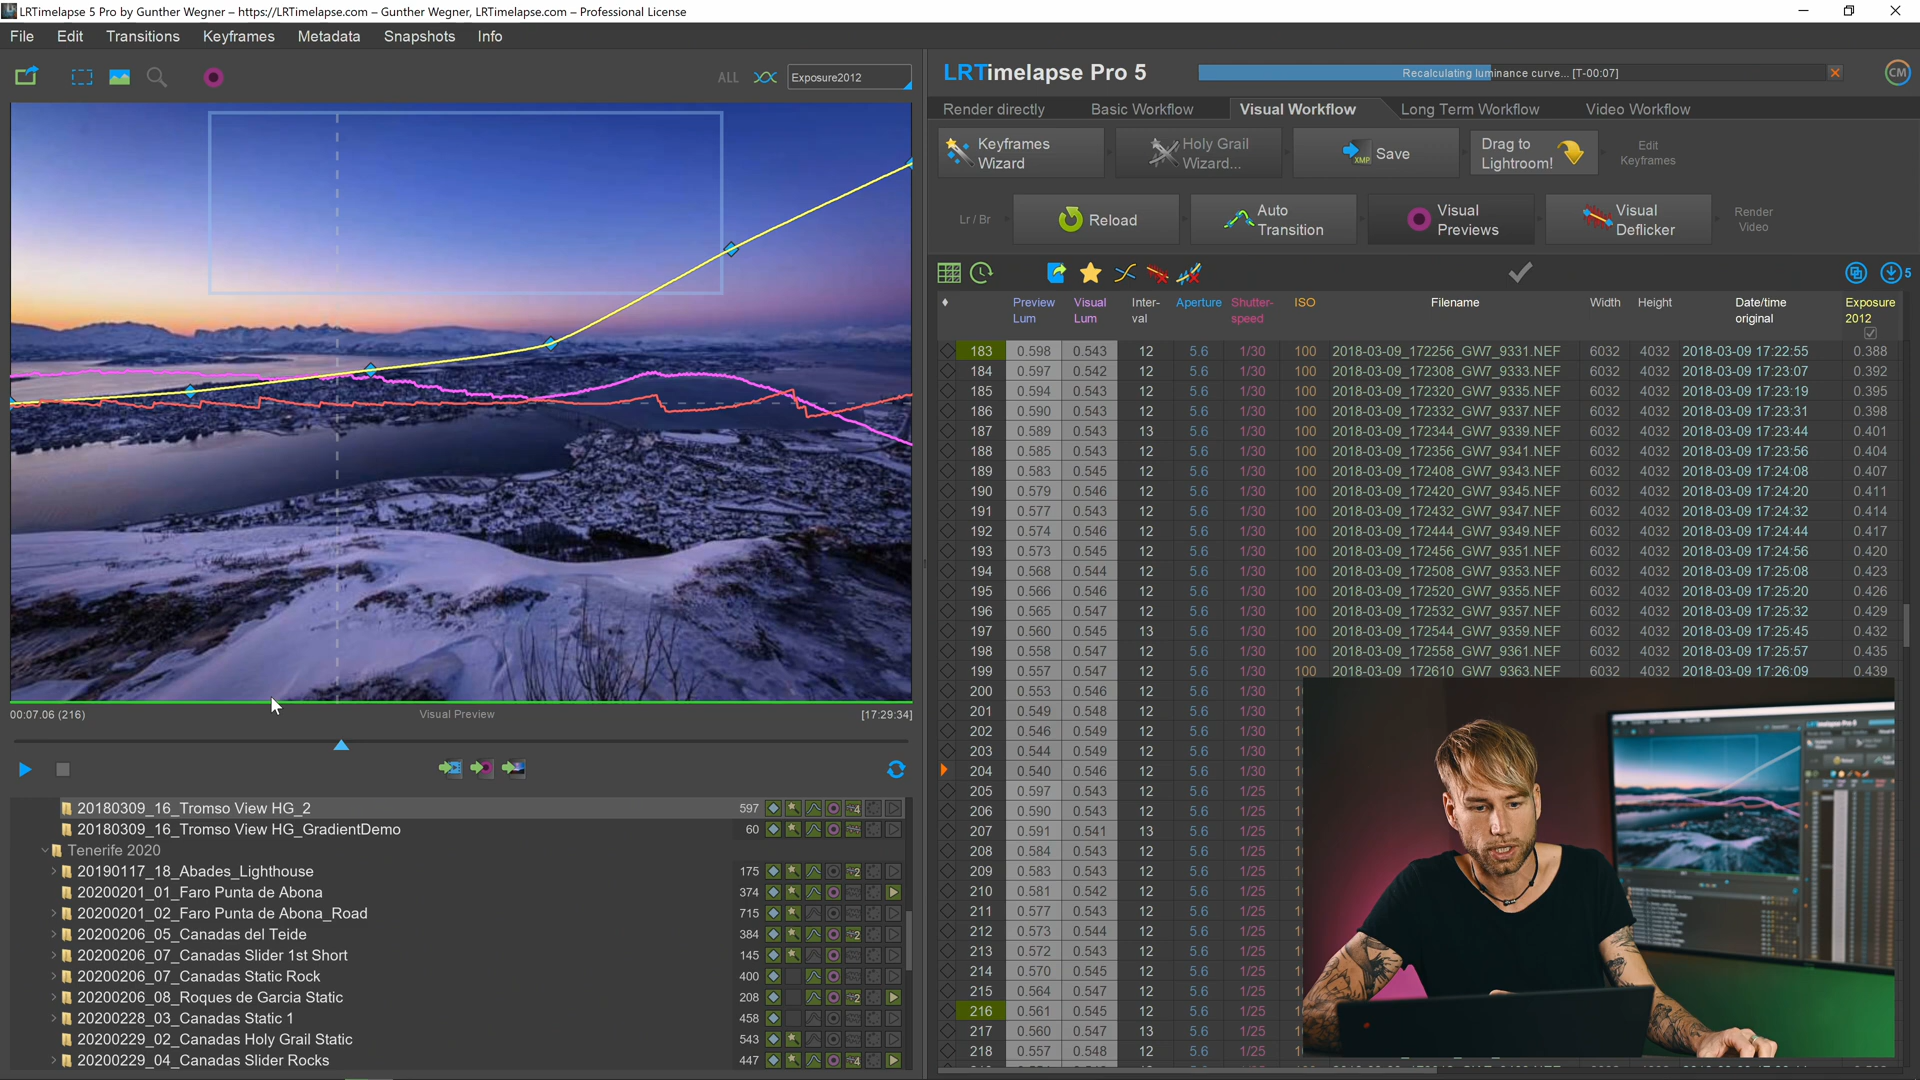 LRTimelapse 5 Pro by Gunther Wegner – https://LRTimelapse.com – Gunther Wegner, LRTimelapse.com – Professional License
File Edit Transitions Keyframes Metadata Snapshots Info
ALL Exposure2012
LRTimelapse Pro 5 Recalculating luminance curve... [T-00:07] CM
Render directly Basic Workflow Visual Workflow Long Term Workflow Video Workflow
Keyframes Wizard
Holy Grail Wizard...
XMP Save
Drag to Lightroom!
Edit Keyframes
Lr / Br
Reload
Auto Transition
Visual Previews
Visual Deflicker
Render Video
5
Preview Lum Visual Lum Inter-val Aperture Shutter-speed ISO Filename Width Height Date/time original Exposure 2012
183 0.598 0.543 12 5.6 1/30 100 2018-03-09_172256_GW7_9331.NEF 6032 4032 2018-03-09 17:22:55 0.388
184 0.597 0.542 12 5.6 1/30 100 2018-03-09_172308_GW7_9333.NEF 6032 4032 2018-03-09 17:23:07 0.392
185 0.594 0.543 12 5.6 1/30 100 2018-03-09_172320_GW7_9335.NEF 6032 4032 2018-03-09 17:23:19 0.395
186 0.590 0.543 12 5.6 1/30 100 2018-03-09_172332_GW7_9337.NEF 6032 4032 2018-03-09 17:23:31 0.398
187 0.589 0.543 13 5.6 1/30 100 2018-03-09_172344_GW7_9339.NEF 6032 4032 2018-03-09 17:23:44 0.401
188 0.585 0.543 12 5.6 1/30 100 2018-03-09_172356_GW7_9341.NEF 6032 4032 2018-03-09 17:23:56 0.404
189 0.583 0.545 12 5.6 1/30 100 2018-03-09_172408_GW7_9343.NEF 6032 4032 2018-03-09 17:24:08 0.407
190 0.579 0.546 12 5.6 1/30 100 2018-03-09_172420_GW7_9345.NEF 6032 4032 2018-03-09 17:24:20 0.411
191 0.577 0.543 12 5.6 1/30 100 2018-03-09_172432_GW7_9347.NEF 6032 4032 2018-03-09 17:24:32 0.414
192 0.574 0.546 12 5.6 1/30 100 2018-03-09_172444_GW7_9349.NEF 6032 4032 2018-03-09 17:24:44 0.417
193 0.573 0.545 12 5.6 1/30 100 2018-03-09_172456_GW7_9351.NEF 6032 4032 2018-03-09 17:24:56 0.420
194 0.568 0.544 12 5.6 1/30 100 2018-03-09_172508_GW7_9353.NEF 6032 4032 2018-03-09 17:25:08 0.423
195 0.566 0.546 12 5.6 1/30 100 2018-03-09_172520_GW7_9355.NEF 6032 4032 2018-03-09 17:25:20 0.426
196 0.565 0.547 12 5.6 1/30 100 2018-03-09_172532_GW7_9357.NEF 6032 4032 2018-03-09 17:25:32 0.429
197 0.560 0.545 13 5.6 1/30 100 2018-03-09_172544_GW7_9359.NEF 6032 4032 2018-03-09 17:25:45 0.432
198 0.558 0.547 12 5.6 1/30 100 2018-03-09_172558_GW7_9361.NEF 6032 4032 2018-03-09 17:25:57 0.435
199 0.557 0.547 12 5.6 1/30 100 2018-03-09_172610_GW7_9363.NEF 6032 4032 2018-03-09 17:26:09 0.439
200 0.553 0.546 12 5.6 1/30
201 0.549 0.548 12 5.6 1/30
202 0.546 0.549 12 5.6 1/30
203 0.544 0.549 12 5.6 1/30
204 0.540 0.546 12 5.6 1/30
205 0.597 0.543 12 5.6 1/25
206 0.590 0.543 12 5.6 1/25
207 0.591 0.541 13 5.6 1/25
208 0.584 0.543 12 5.6 1/25
209 0.583 0.543 12 5.6 1/25
210 0.581 0.542 12 5.6 1/25
211 0.577 0.543 12 5.6 1/25
212 0.573 0.544 12 5.6 1/25
213 0.572 0.543 12 5.6 1/25
214 0.570 0.545 12 5.6 1/25
215 0.564 0.547 12 5.6 1/25
216 0.561 0.545 12 5.6 1/25
217 0.560 0.547 13 5.6 1/25
218 0.557 0.548 12 5.6 1/25
00:07.06 (216) Visual Preview [17:29:34]
20180309_16_Tromso View HG_2 597 4
20180309_16_Tromso View HG_GradientDemo 60
Tenerife 2020
20190117_18_Abades_Lighthouse 175 2
20200201_01_Faro Punta de Abona 374
20200201_02_Faro Punta de Abona_Road 715
20200206_05_Canadas del Teide 384 2
20200206_07_Canadas Slider 1st Short 145
20200206_07_Canadas Static Rock 400
20200206_08_Roques de Garcia Static 208 2
20200228_03_Canadas Static 1 458
20200229_02_Canadas Holy Grail Static 543
20200229_04_Canadas Slider Rocks 447 4